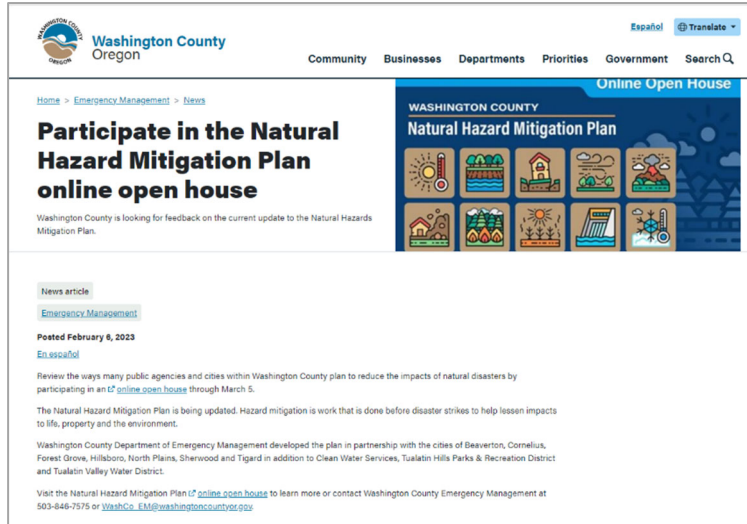 WASHINGTON COUNTY
OREGON
Washington County
Oregon
Español
Translate
Community Businesses Departments Priorities Government Search
Home > Emergency Management > News
Participate in the Natural
Hazard Mitigation Plan
online open house
Washington County is looking for feedback on the current update to the Natural Hazards
Mitigation Plan.
Online Open House
WASHINGTON COUNTY
Natural Hazard Mitigation Plan
News article
Emergency Management
Posted February 6, 2023
En español
Review the ways many public agencies and cities within Washington County plan to reduce the impacts of natural disasters by
participating in an online open house through March 5.
The Natural Hazard Mitigation Plan is being updated. Hazard mitigation is work that is done before disaster strikes to help lessen impacts
to life, property and the environment.
Washington County Department of Emergency Management developed the plan in partnership with the cities of Beaverton, Cornelius,
Forest Grove, Hillsboro, North Plains, Sherwood and Tigard in addition to Clean Water Services, Tualatin Hills Parks & Recreation District
and Tualatin Valley Water District.
Visit the Natural Hazard Mitigation Plan online open house to learn more or contact Washington County Emergency Management at
503-846-7575 or WashCo_EM@washingtoncountyor.gov.